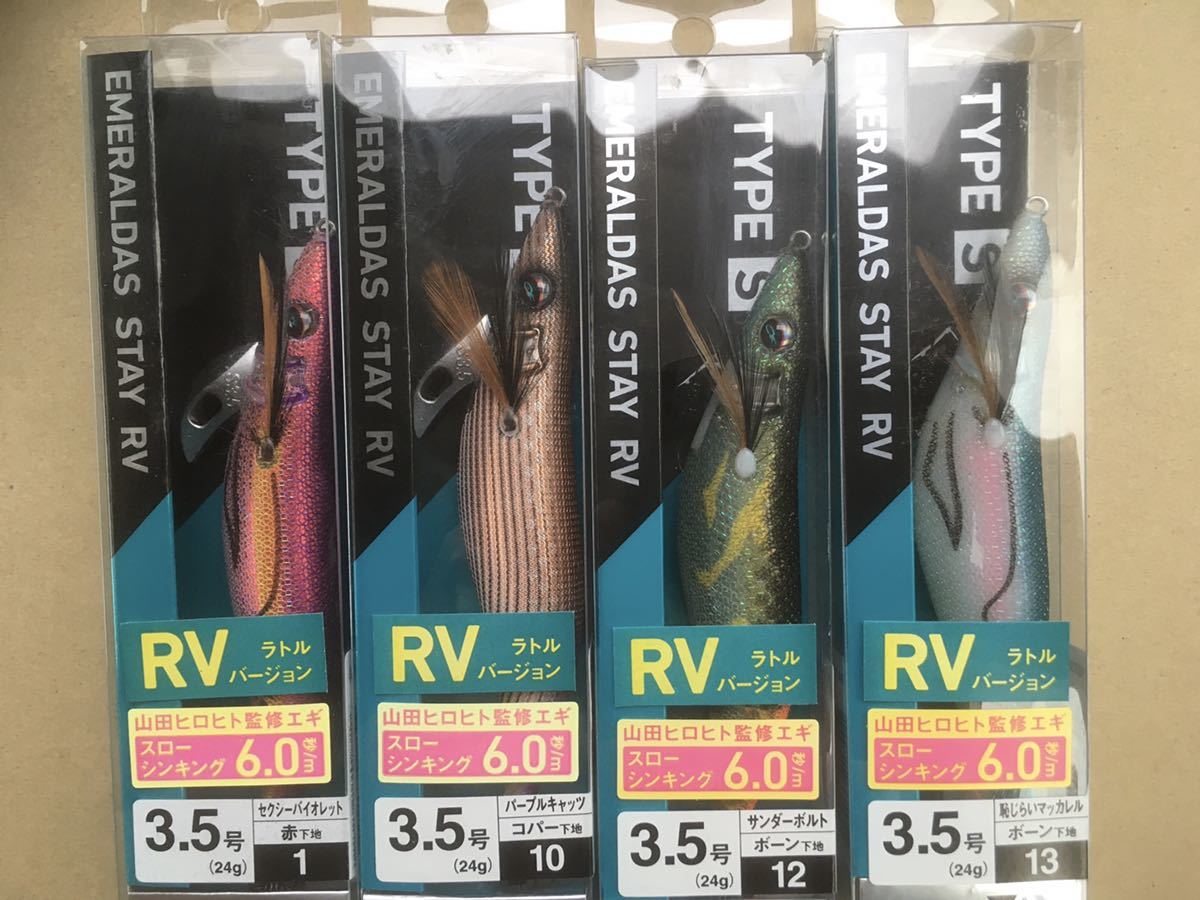 EMERALDAS STAY RV
TYPE S
RV
ラトル
バージョン
山田ヒロヒト監修エギ
スロー
シンキング
6.0秒/m
3.5号
(24g)
セクシーバイオレット
赤下地
1
EMERALDAS STAY RV
TYPE
RV
ラトル
バージョン
山田ヒロヒト監修エギ
スロー
シンキング
6.0秒/m
3.5号
(24g)
パープルキャッツ
コパー下地
10
EMERALDAS STAY RV
TYPE S
RV
ラトル
バージョン
山田ヒロヒト監修エギ
スロー
シンキング
6.0秒/m
3.5号
(24g)
サンダーボルト
ボーン下地
12
EMERALDAS STAY RV
TYPE S
RV
ラトル
バージョン
山田ヒロヒト監修エギ
スロー
シンキング
6.0秒/m
3.5号
(24g)
恥じらいマッカレル
ボーン下地
13